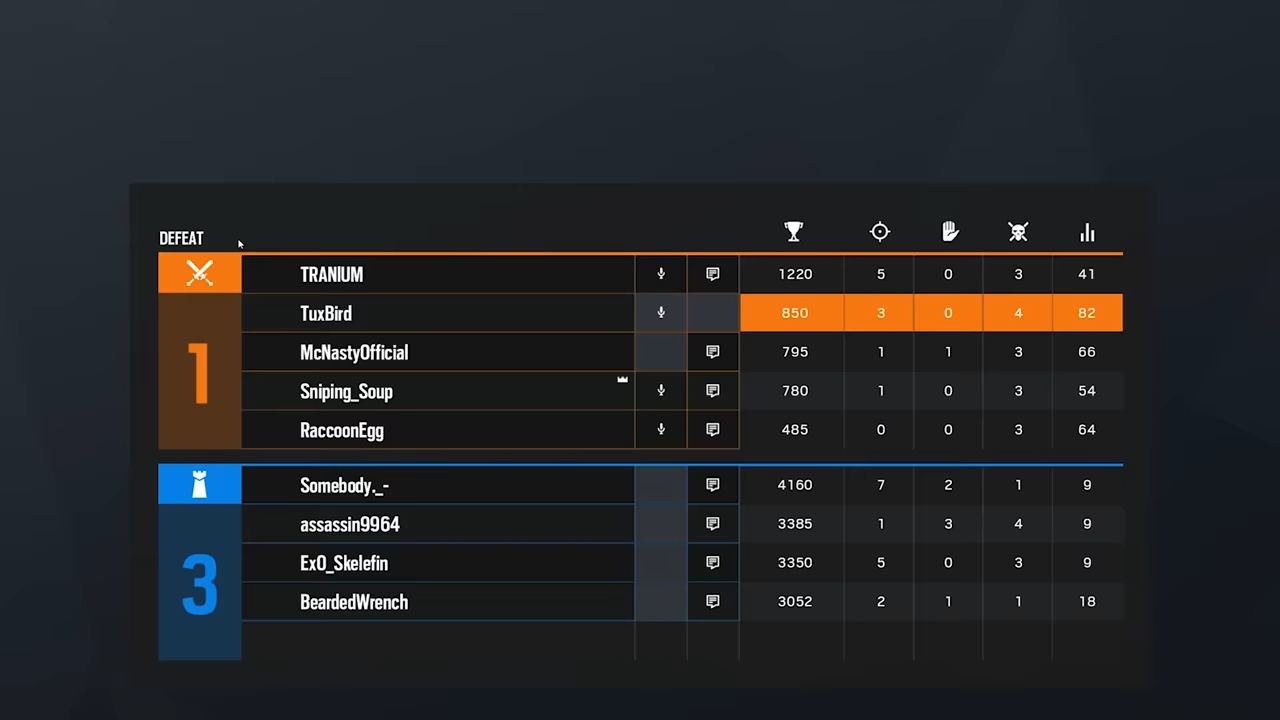 DEFEAT
TRANIUM 1220 5 0 3 41
TuxBird 850 3 0 4 82
1
McNastyOfficial 795 1 1 3 66
Sniping_Soup 780 1 0 3 54
RaccoonEgg 485 0 0 3 64
Somebody._- 4160 7 2 1 9
assassin9964 3385 1 3 4 9
3
ExO_Skelefin 3350 5 0 3 9
BeardedWrench 3052 2 1 1 18